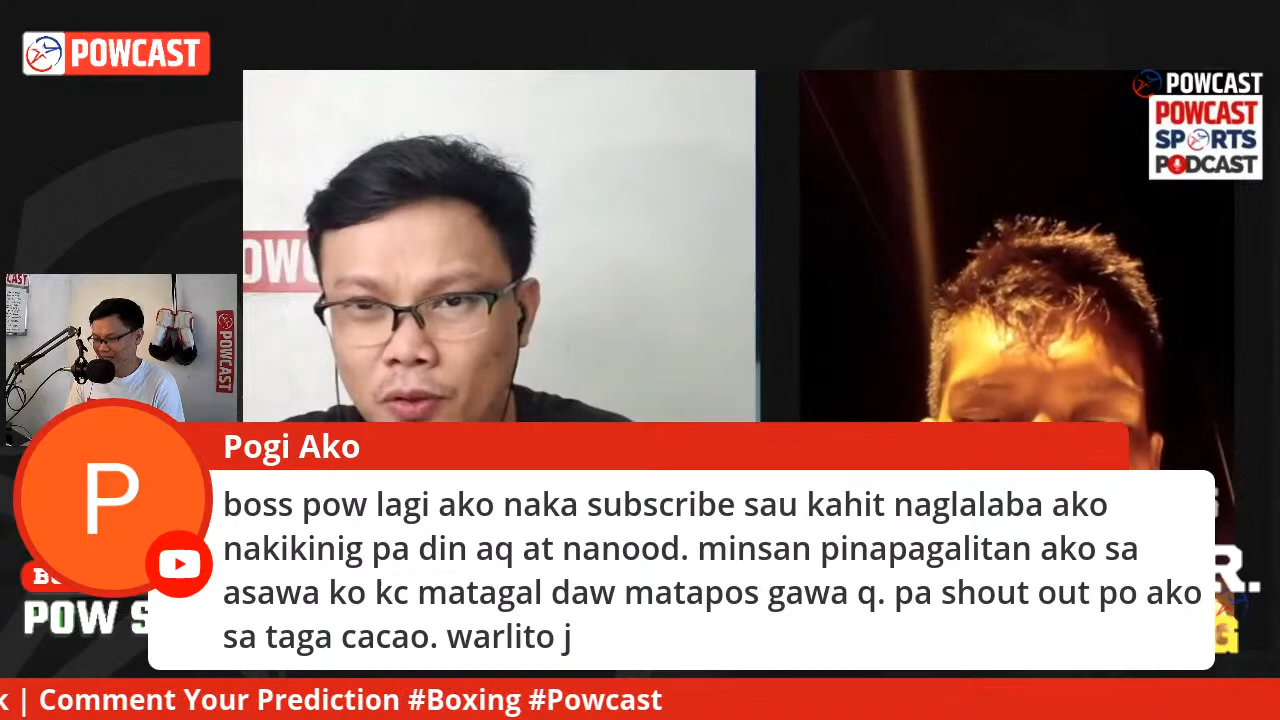 POWCAST
POWCAST
POWCAST
SPORTS
PODCAST
POWCAST
Pogi Ako
P
boss pow lagi ako naka subscribe sau kahit naglalaba ako
nakikinig pa din aq at nanood. minsan pinapagalitan ako sa
asawa ko kc matagal daw matapos gawa q. pa shout out po ako
sa taga cacao. warlito j
POW S
R.
G
k | Comment Your Prediction #Boxing #Powcast